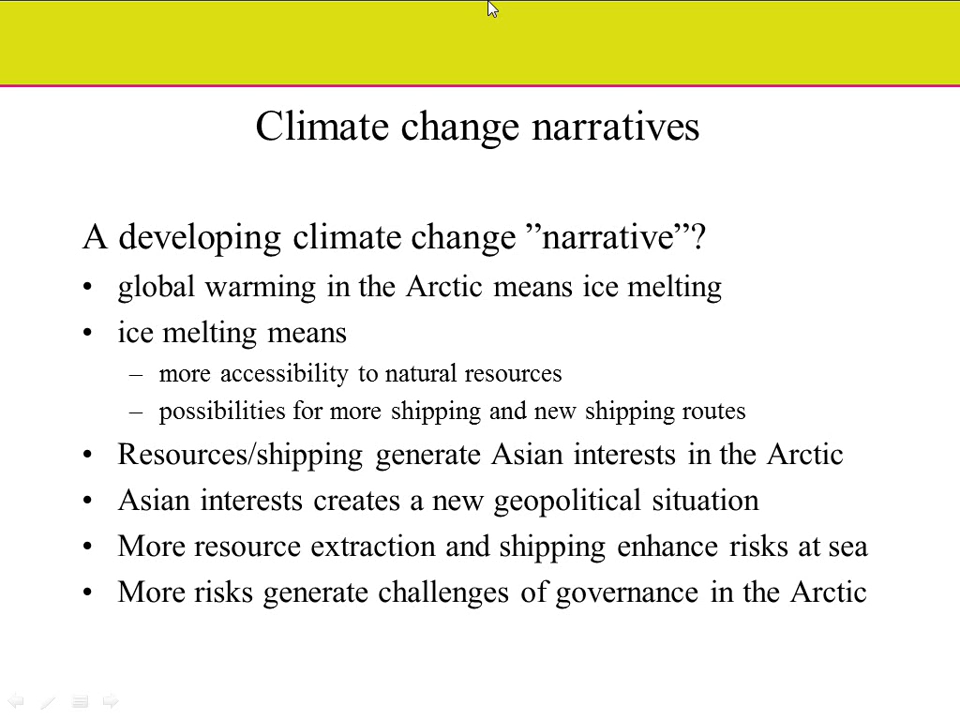 Climate change narratives
A developing climate change ”narrative”?
• global warming in the Arctic means ice melting
• ice melting means
– more accessibility to natural resources
– possibilities for more shipping and new shipping routes
• Resources/shipping generate Asian interests in the Arctic
• Asian interests creates a new geopolitical situation
• More resource extraction and shipping enhance risks at sea
• More risks generate challenges of governance in the Arctic